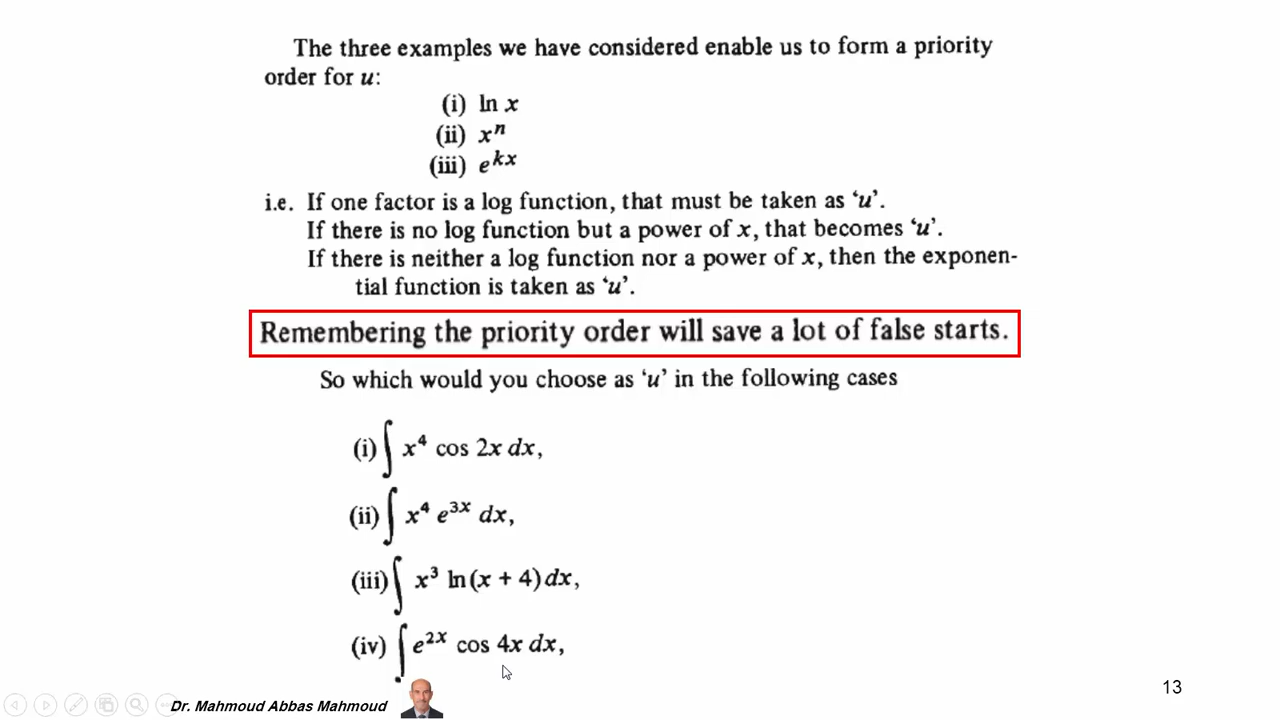 The three examples we have considered enable us to form a priority
order for u:
(i) ln x
(ii) xⁿ
(iii) eᵏˣ
i.e. If one factor is a log function, that must be taken as ‘u’.
If there is no log function but a power of x, that becomes ‘u’.
If there is neither a log function nor a power of x, then the exponen-
tial function is taken as ‘u’.
Remembering the priority order will save a lot of false starts.
So which would you choose as ‘u’ in the following cases
(i) ∫ x⁴ cos 2x dx,
(ii) ∫ x⁴ e³ˣ dx,
(iii) ∫ x³ ln(x + 4) dx,
(iv) ∫ e²ˣ cos 4x dx,
Dr. Mahmoud Abbas Mahmoud
13